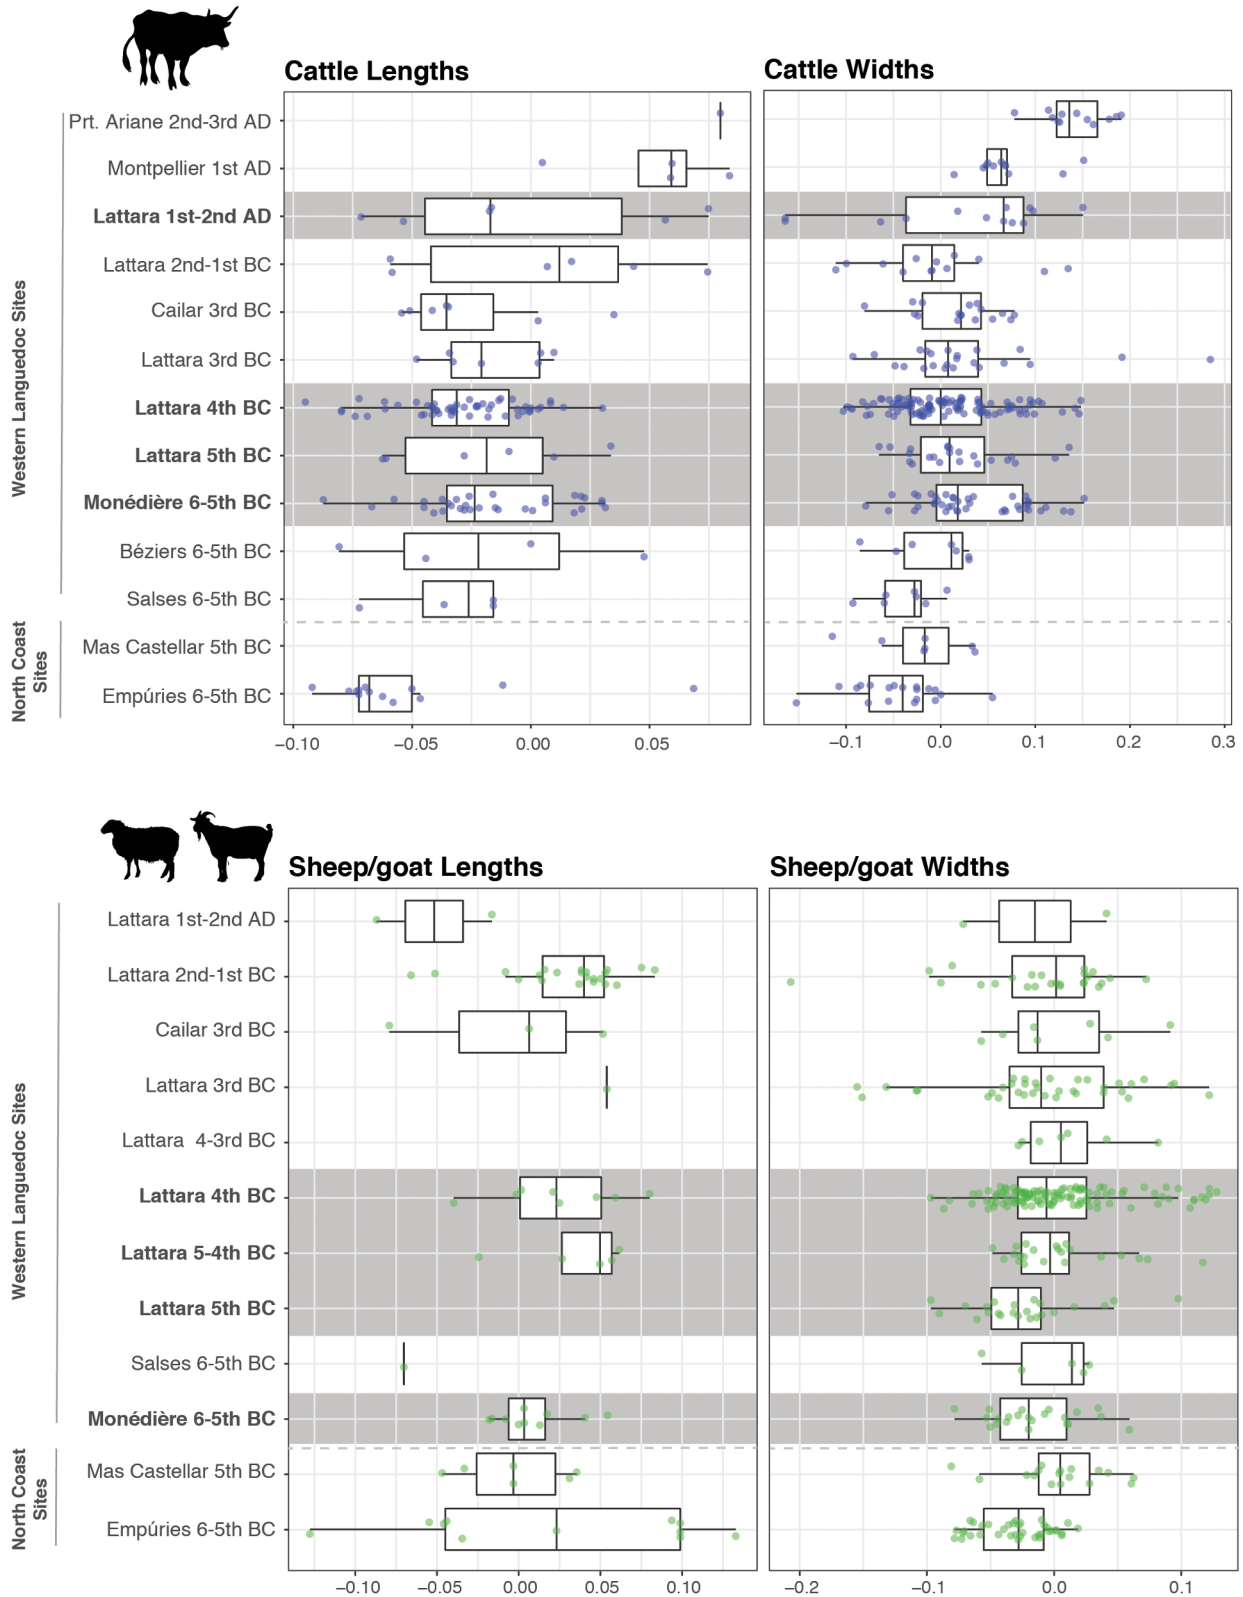 Cattle Lengths
Cattle Widths
Western Languedoc Sites
Prt. Ariane 2nd-3rd AD
Montpellier 1st AD
Lattara 1st-2nd AD
Lattara 2nd-1st BC
Cailar 3rd BC
Lattara 3rd BC
Lattara 4th BC
Lattara 5th BC
Monédière 6-5th BC
Béziers 6-5th BC
Salses 6-5th BC
North Coast
Sites
Mas Castellar 5th BC
Empúries 6-5th BC
−0.10 −0.05 0.00 0.05
−0.1 0.0 0.1 0.2 0.3
Sheep/goat Lengths
Sheep/goat Widths
Western Languedoc Sites
Lattara 1st-2nd AD
Lattara 2nd-1st BC
Cailar 3rd BC
Lattara 3rd BC
Lattara 4-3rd BC
Lattara 4th BC
Lattara 5-4th BC
Lattara 5th BC
Salses 6-5th BC
Monédière 6-5th BC
North Coast
Sites
Mas Castellar 5th BC
Empúries 6-5th BC
−0.10 −0.05 0.00 0.05 0.10
−0.2 −0.1 0.0 0.1